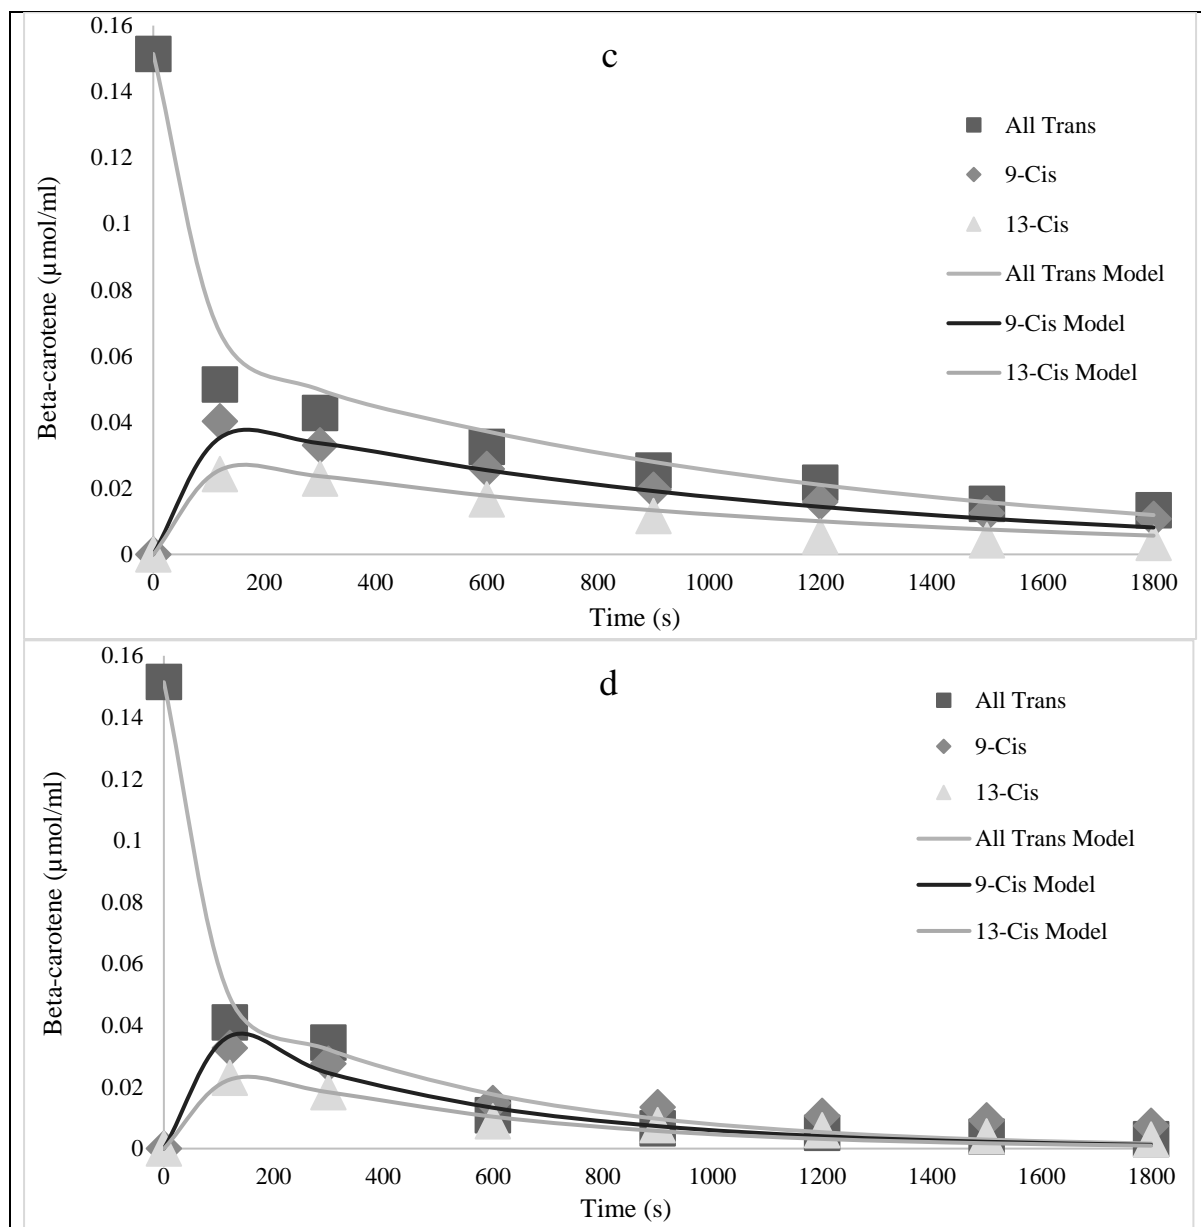 c
0.16
0.14
0.12
0.1
0.08
0.06
0.04
0.02
0
Beta-carotene (µmol/ml)
0 200 400 600 800 1000 1200 1400 1600 1800
Time (s)
All Trans
9-Cis
13-Cis
All Trans Model
9-Cis Model
13-Cis Model
d
0.16
0.14
0.12
0.1
0.08
0.06
0.04
0.02
0
Beta-carotene (µmol/ml)
0 200 400 600 800 1000 1200 1400 1600 1800
Time (s)
All Trans
9-Cis
13-Cis
All Trans Model
9-Cis Model
13-Cis Model